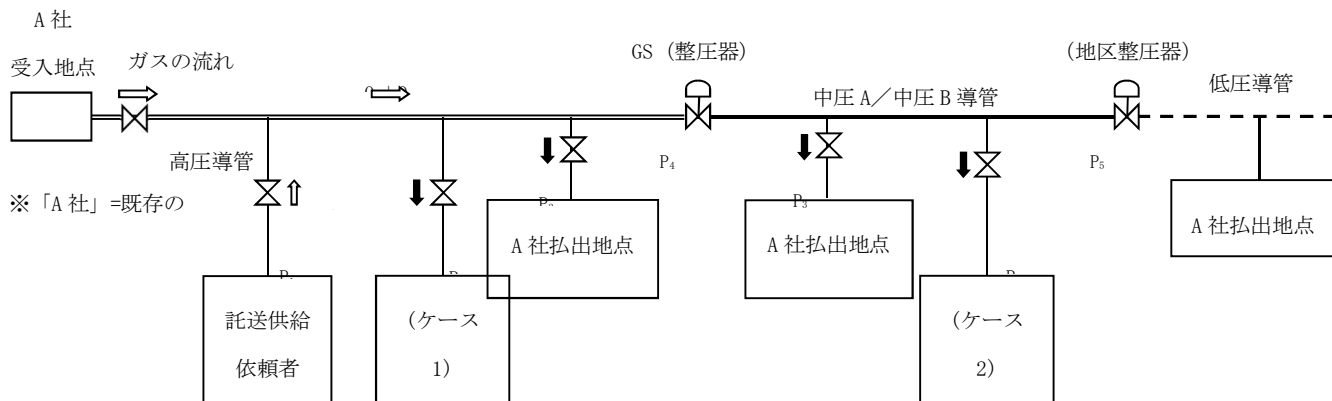 A 社
受入地点
ガスの流れ
GS（整圧器）
（地区整圧器）
低圧導管
中圧 A／中圧 B 導管
高圧導管
P₄
P₅
※「A 社」=既存の
P₃
A 社払出地点
A 社払出地点
A 社払出地点
託送供給
依頼者
(ケース
1)
(ケース
2)